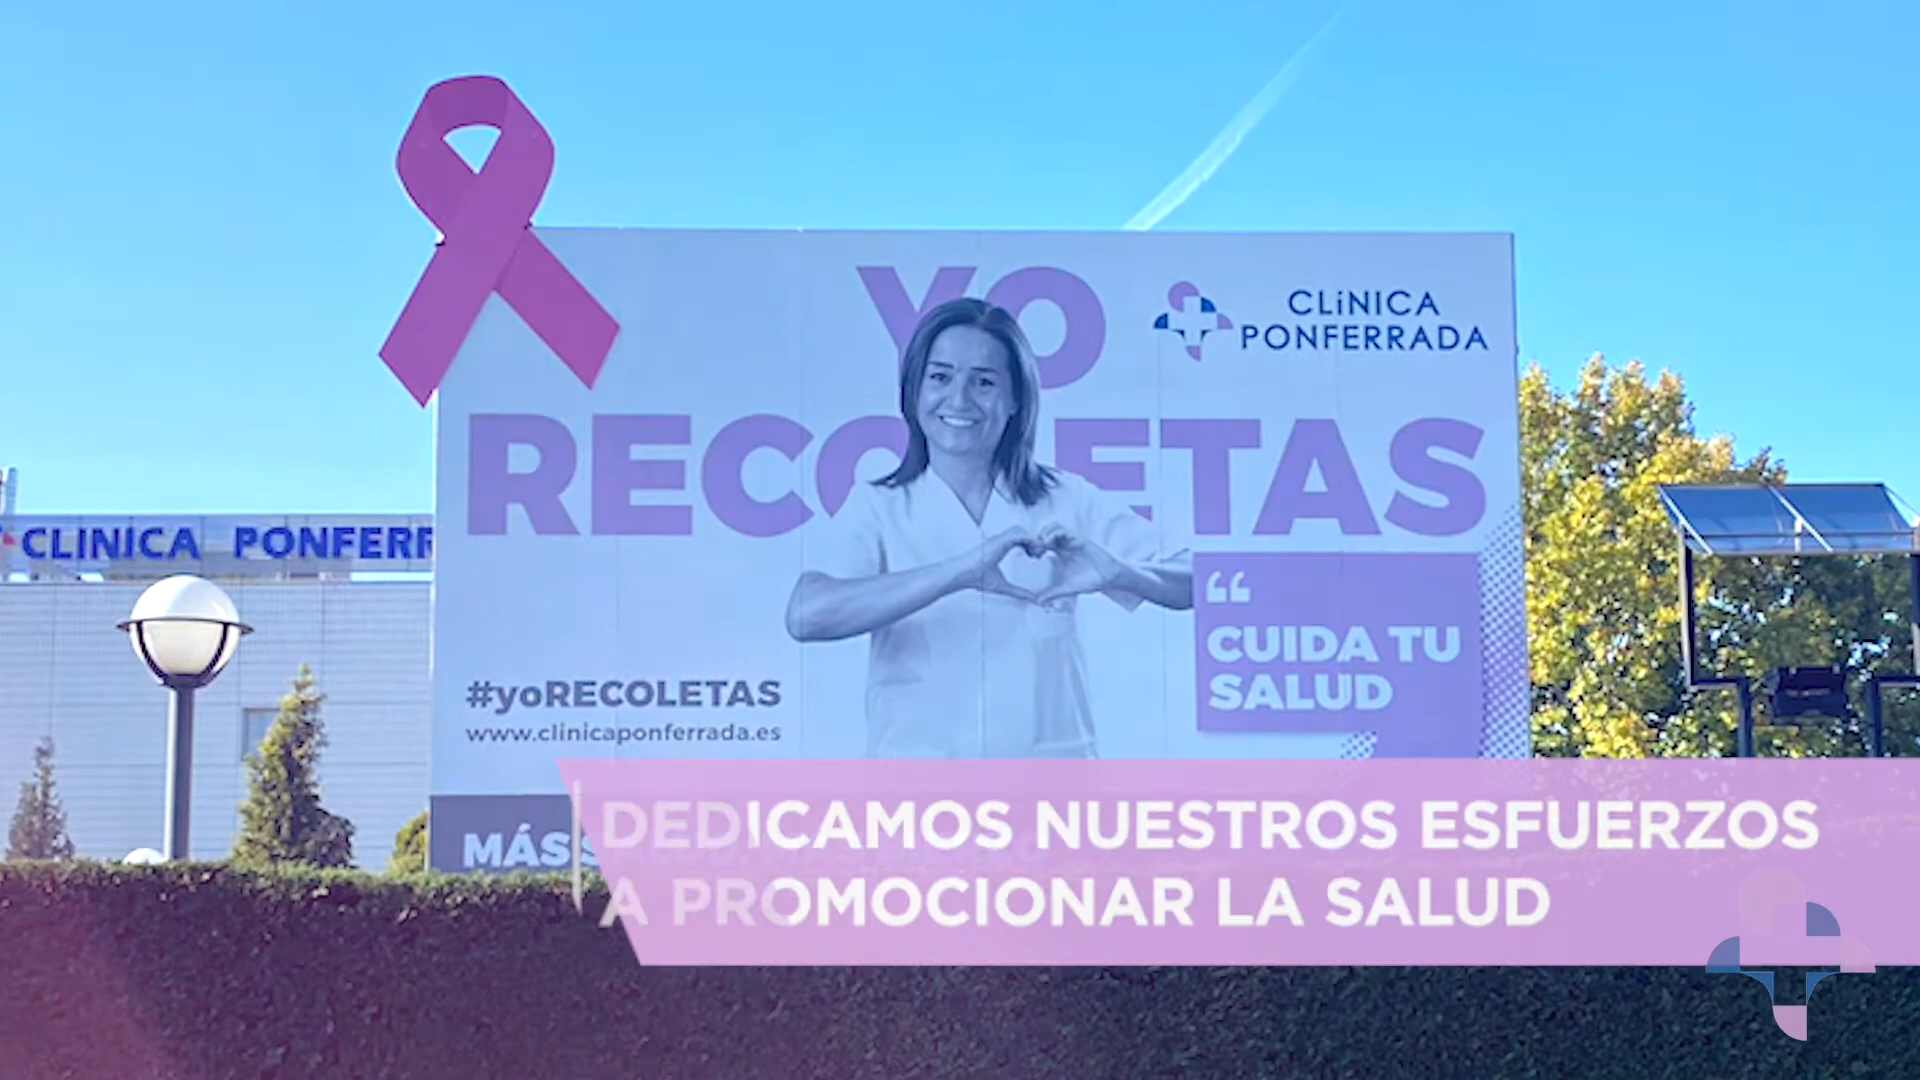 YO
RECOLETAS
CLíNICA
PONFERRADA
CLINICA PONFERR
“
CUIDA TU
SALUD
#yoRECOLETAS
www.clinicaponferrada.es
MÁS
DEDICAMOS NUESTROS ESFUERZOS
A PROMOCIONAR LA SALUD